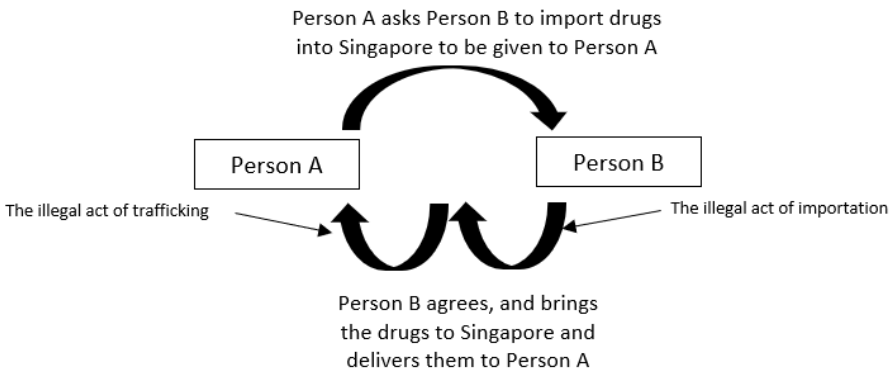 Person A asks Person B to import drugs
into Singapore to be given to Person A
Person A
Person B
The illegal act of trafficking
The illegal act of importation
Person B agrees, and brings
the drugs to Singapore and
delivers them to Person A